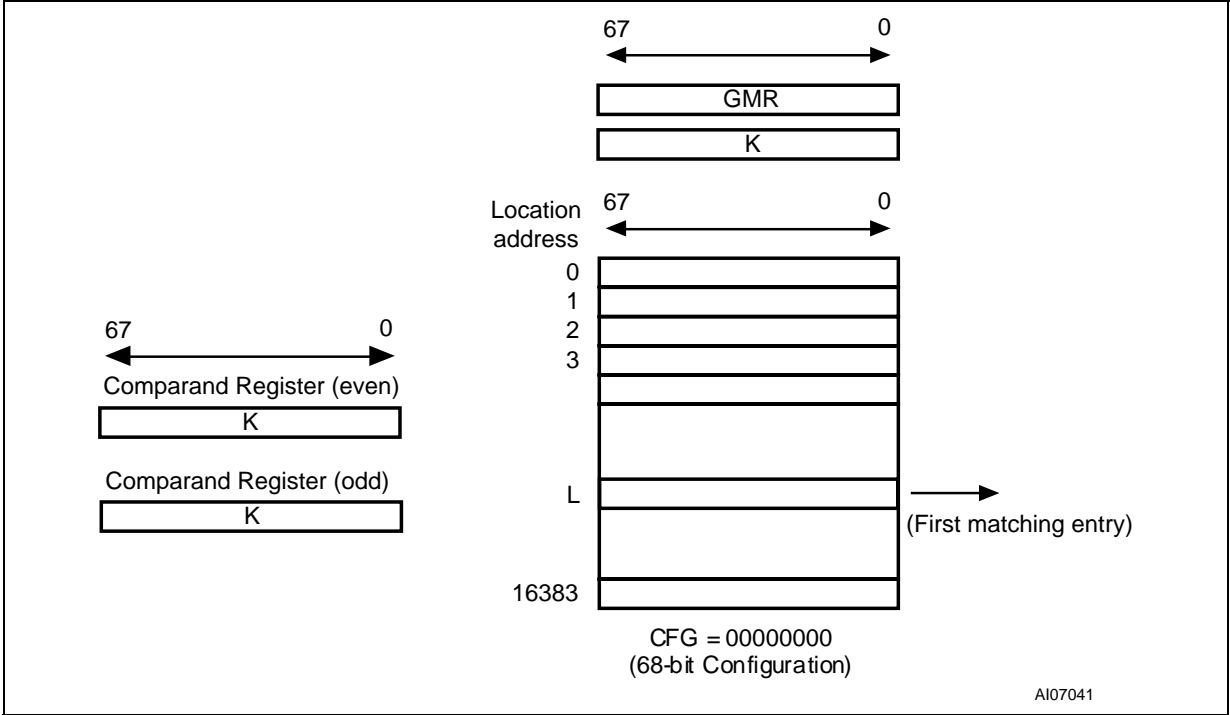 67 0
GMR
K
67 0
Location
address
0
1
2
3
67 0
Comparand Register (even)
K
Comparand Register (odd)
K
L
(First matching entry)
16383
CFG = 00000000
(68-bit Configuration)
AI07041